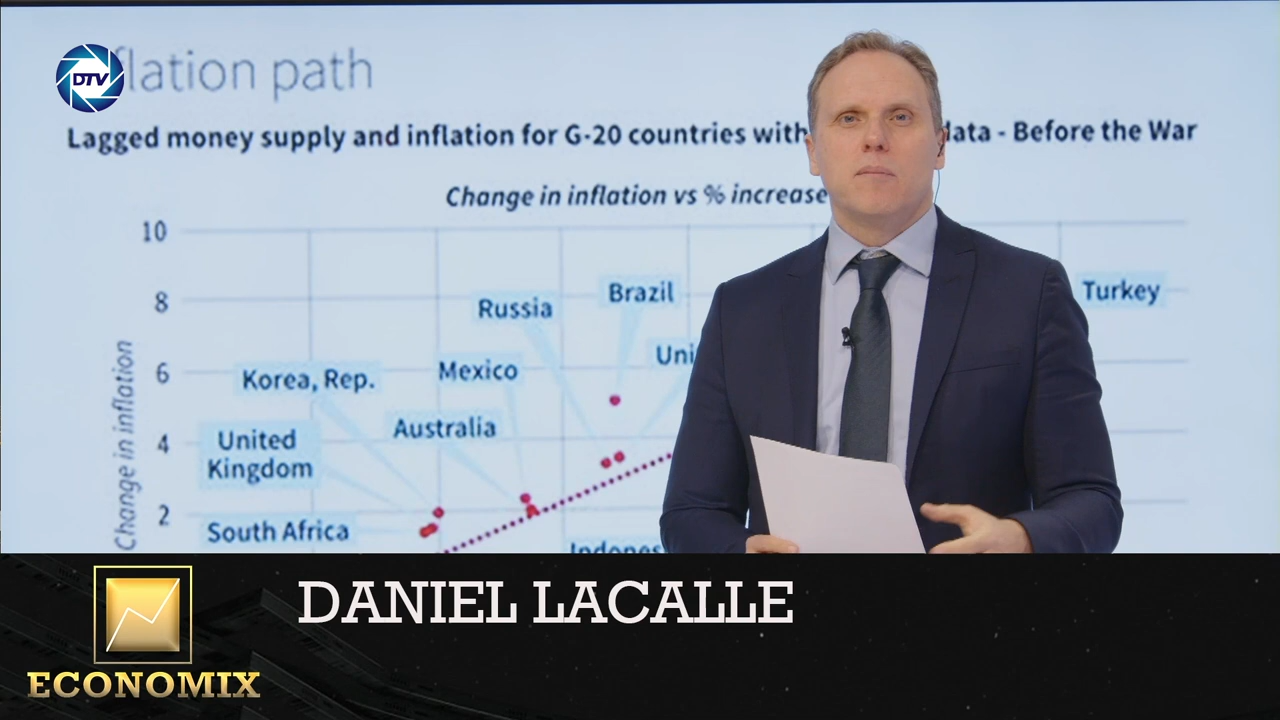 DTV
flation path
Lagged money supply and inflation for G-20 countries with data - Before the War
Change in inflation vs % increase
10
8
6
4
2
Change in inflation
Russia
Brazil
Turkey
Korea, Rep.
Mexico
Uni
Australia
United
Kingdom
South Africa
Indones
DANIEL LACALLE
ECONOMIX